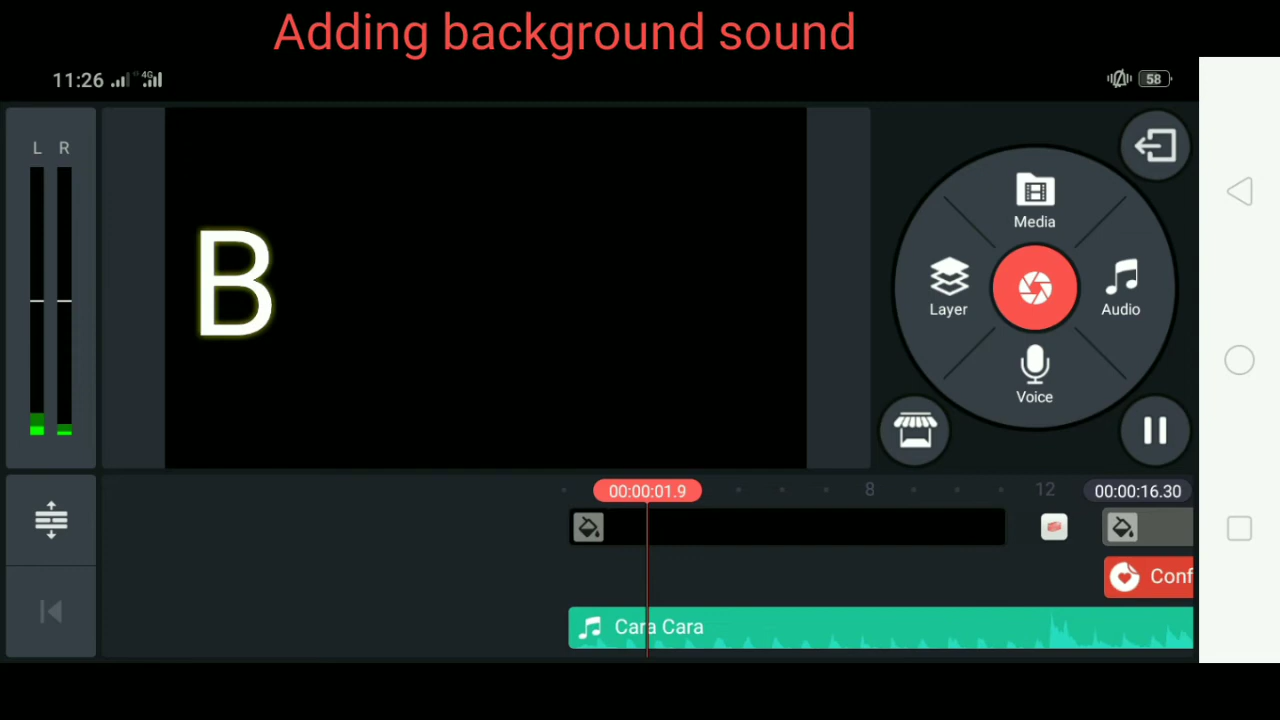 Adding background sound
11:26 4G 58
L R
B
Media
Layer
Audio
Voice
00:00:01.9 8 12 00:00:16.30
Conf
Cara Cara